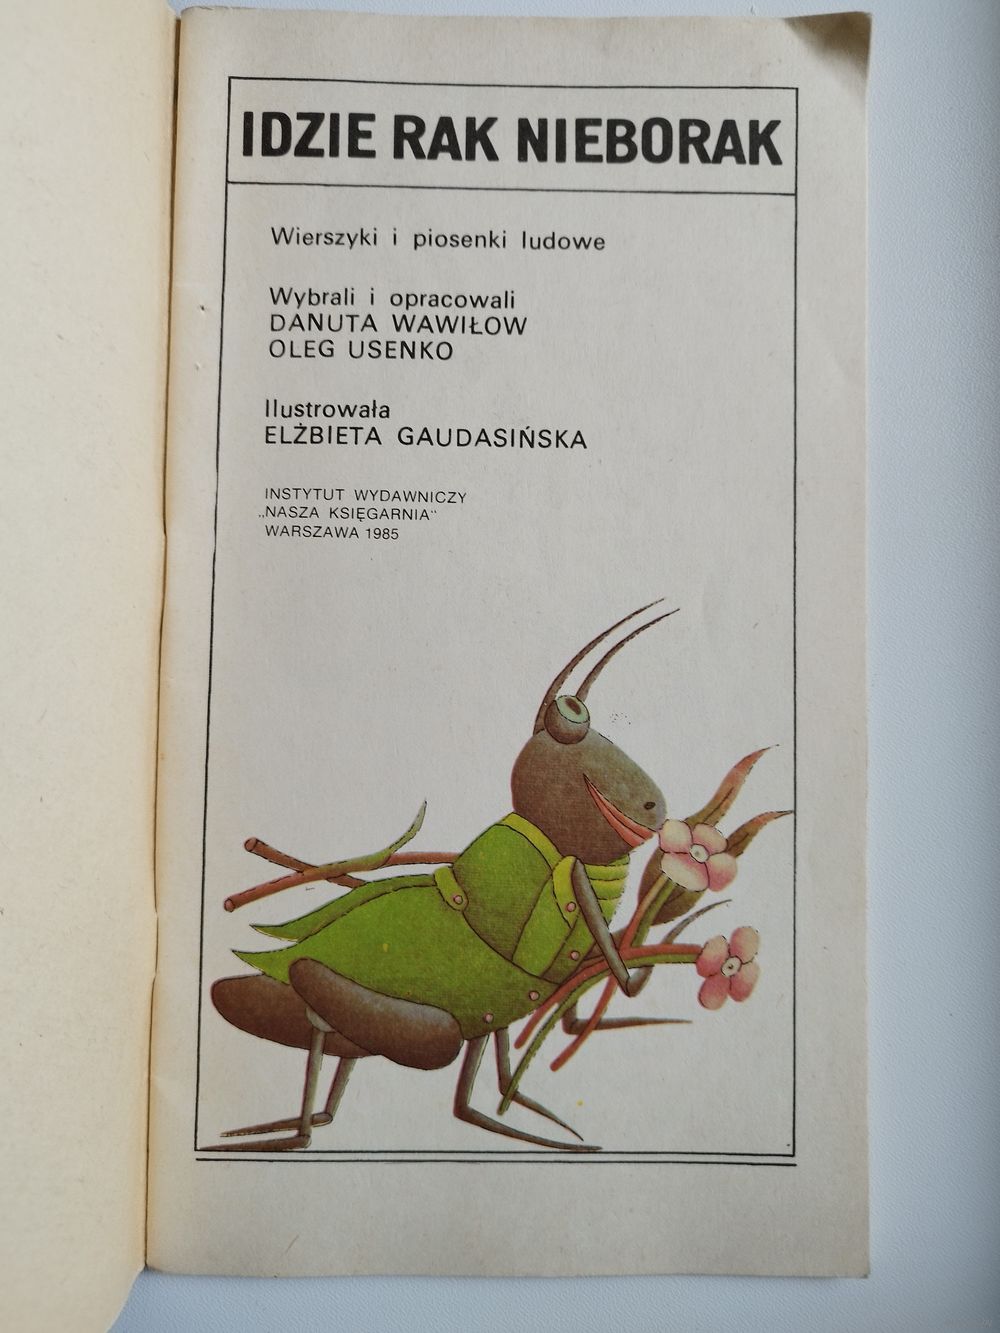 IDZIE RAK NIEBORAK
Wierszyki i piosenki ludowe
Wybrali i opracowali
DANUTA WAWIŁOW
OLEG USENKO
Ilustrowała
ELŻBIETA GAUDASIŃSKA
INSTYTUT WYDAWNICZY
„NASZA KSIĘGARNIA“
WARSZAWA 1985